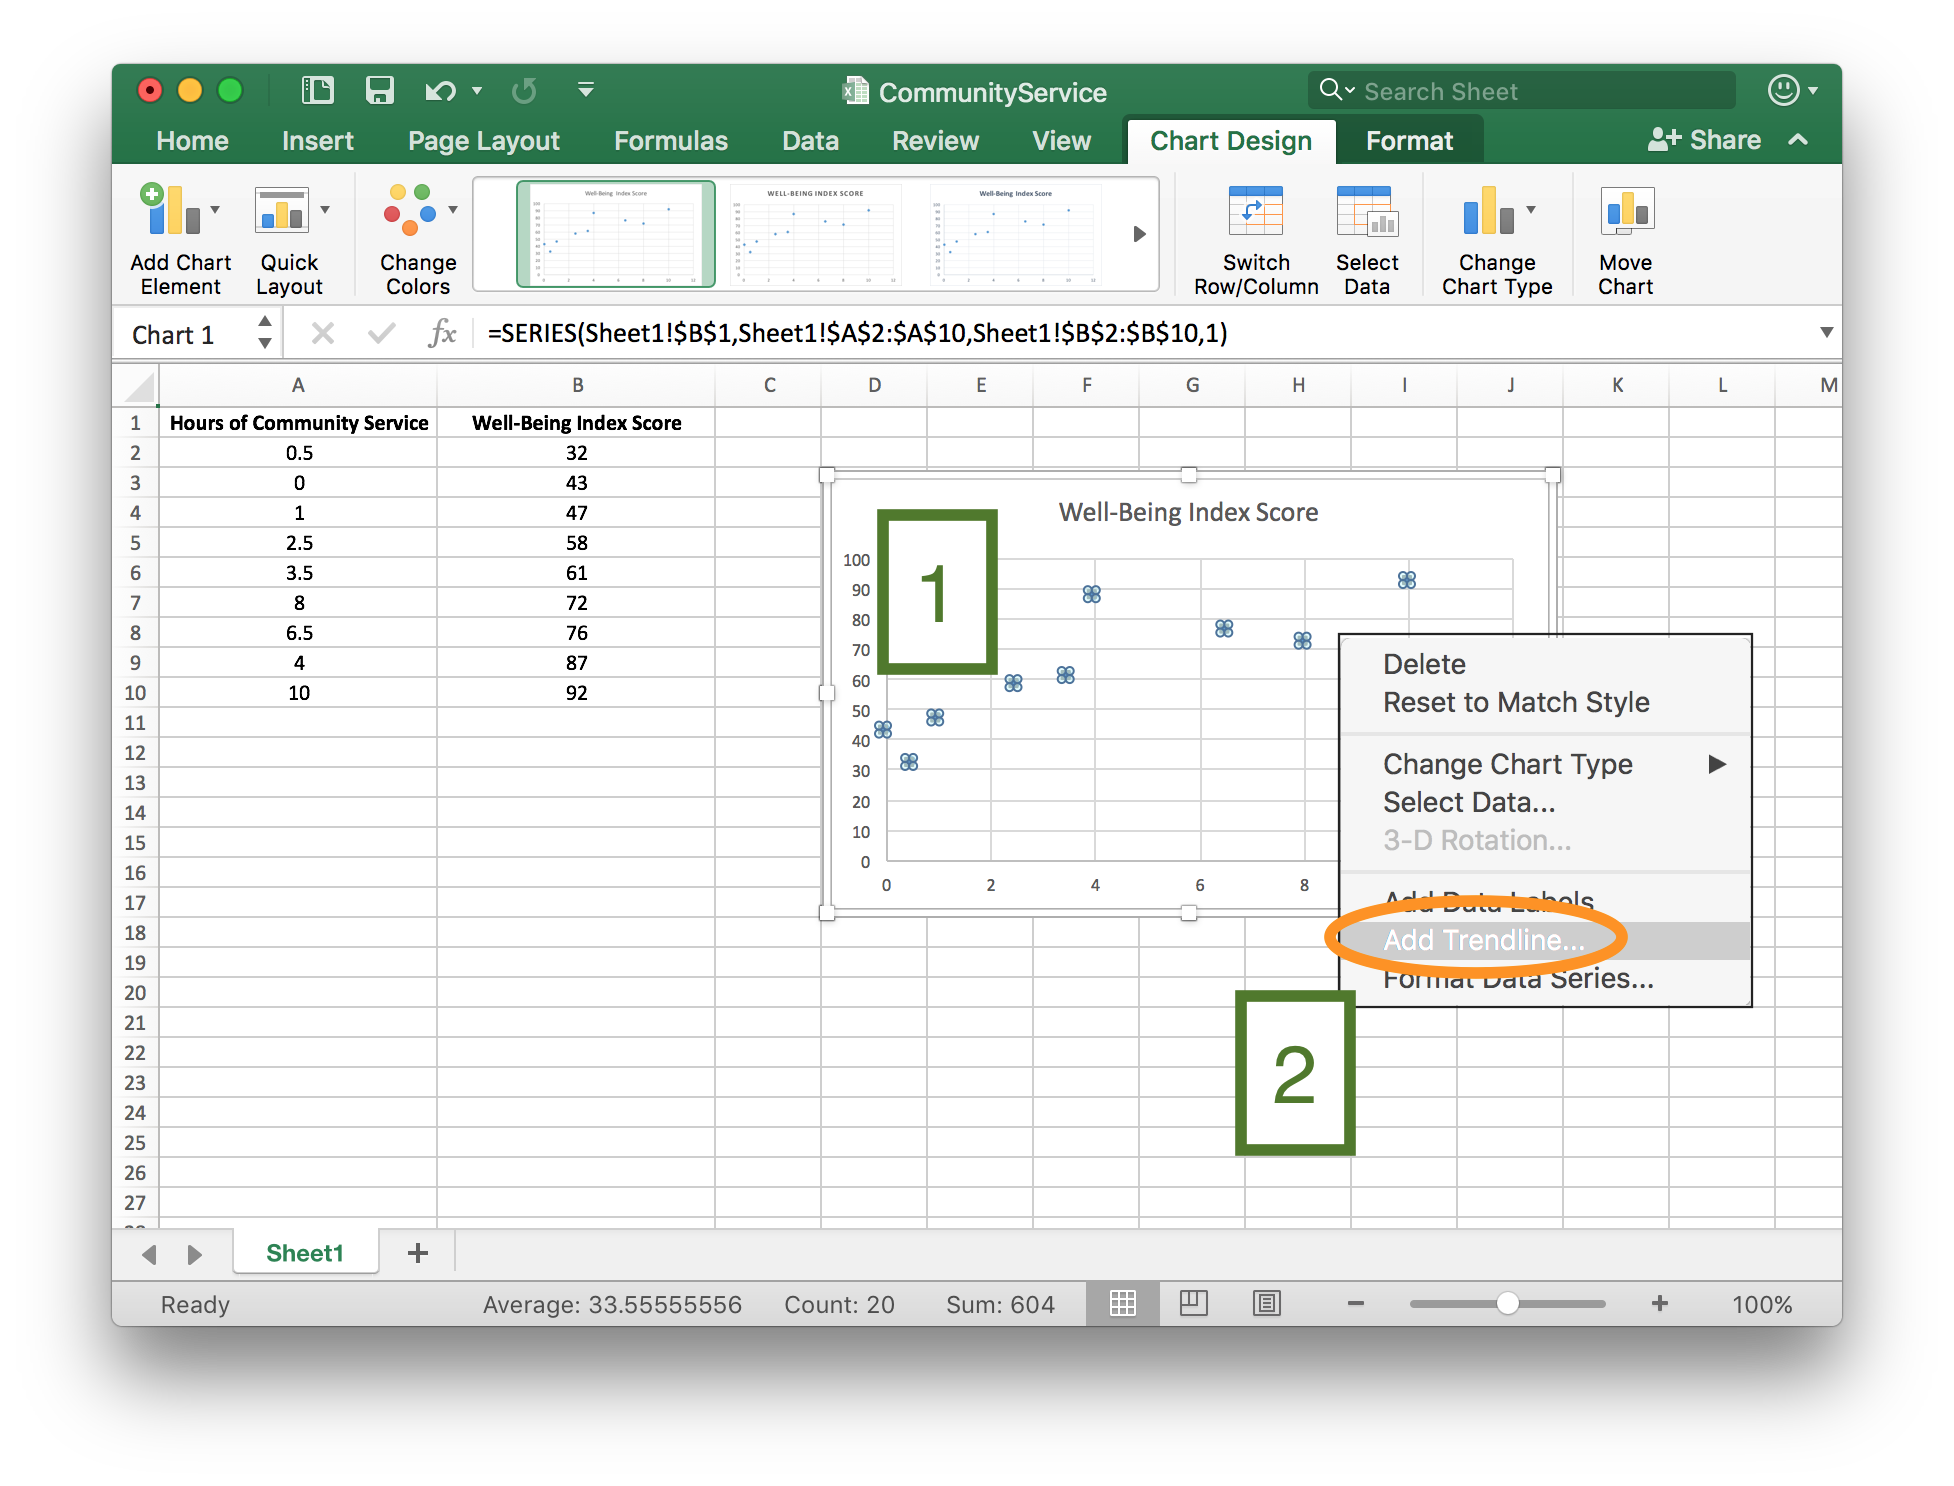 CommunityService
Search Sheet
Home Insert Page Layout Formulas Data Review View Chart Design Format Share
Well-Being Index Score
WELL-BEING INDEX SCORE
Well-Being Index Score
Add Chart Element
Quick Layout
Change Colors
Switch Row/Column
Select Data
Change Chart Type
Move Chart
Chart 1
fx =SERIES(Sheet1!$B$1,Sheet1!$A$2:$A$10,Sheet1!$B$2:$B$10,1)
A B C D E F G H I J K L M
1 Hours of Community Service Well-Being Index Score
2 0.5 32
3 0 43
4 1 47
5 2.5 58
6 3.5 61
7 8 72
8 6.5 76
9 4 87
10 10 92
11
12
13
14
15
16
17
18
19
20
21
22
23
24
25
26
27
Well-Being Index Score
100
90
80
70
60
50
40
30
20
10
0
0 2 4 6 8
1
Delete
Reset to Match Style
Change Chart Type
Select Data...
3-D Rotation...
Add Data Labels
Add Trendline...
Format Data Series...
2
Sheet1
Ready Average: 33.55555556 Count: 20 Sum: 604 100%